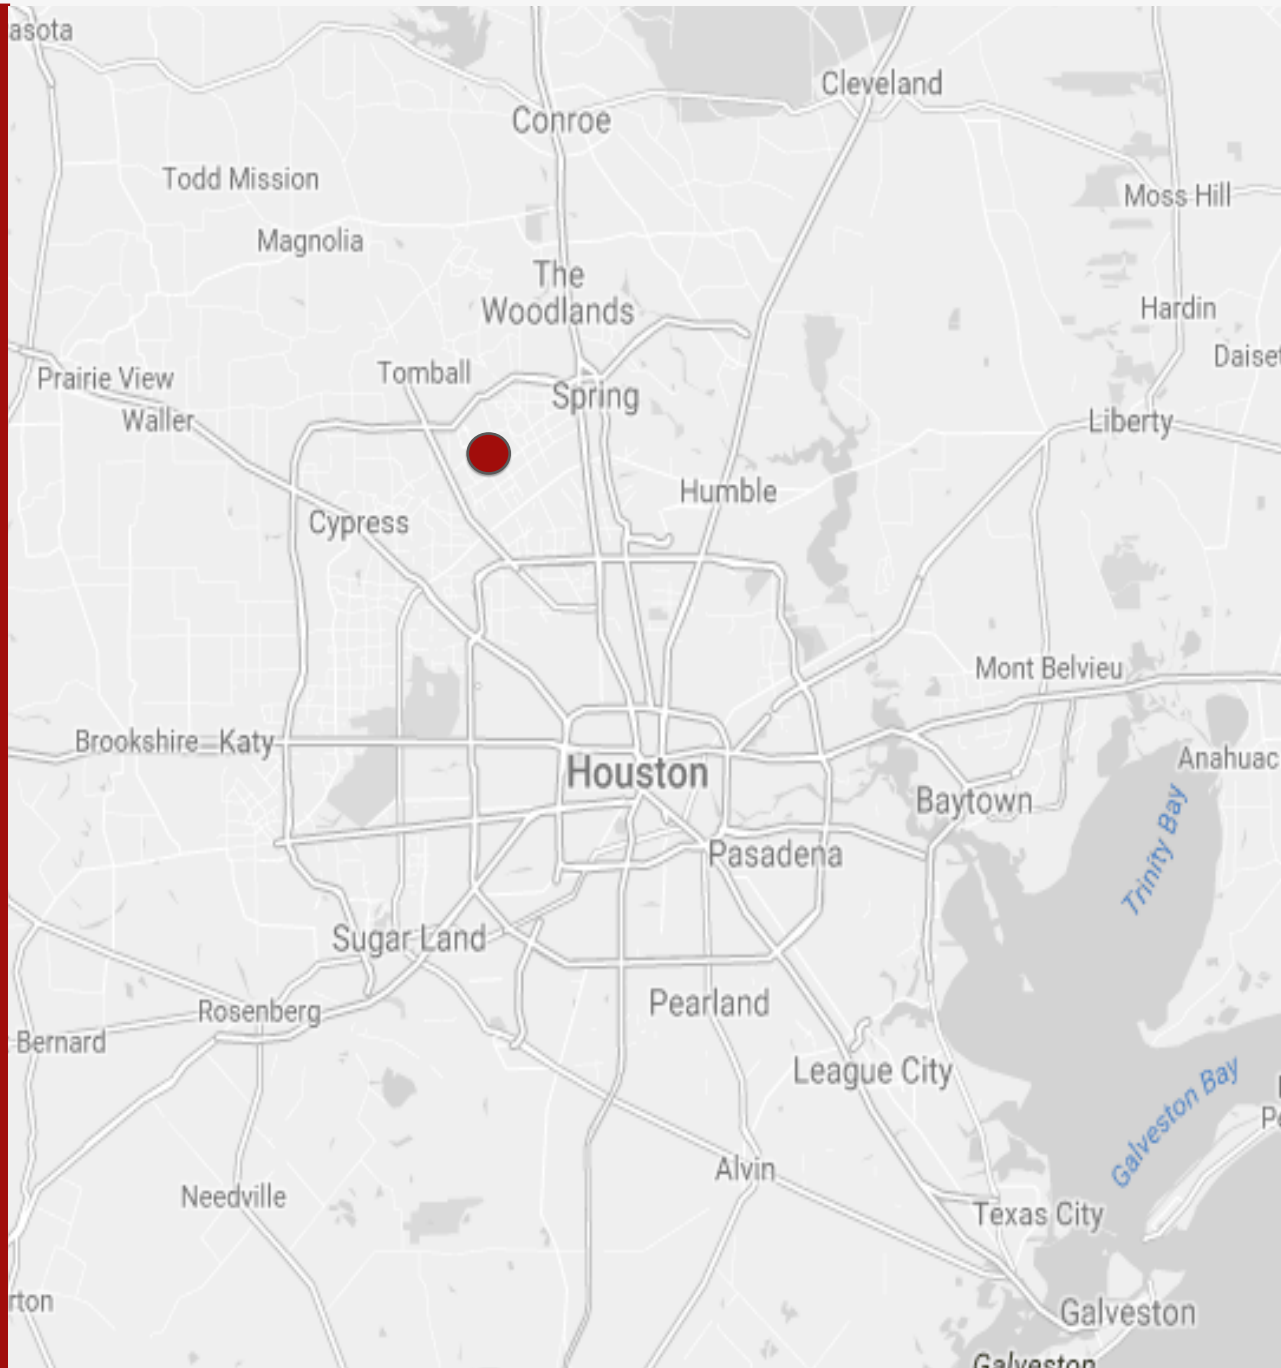 asota
Cleveland
Conroe
Todd Mission
Moss Hill
Magnolia
The
Woodlands
Hardin
Daiset
Tomball
Prairie View
Spring
Waller
Liberty
Humble
Cypress
Mont Belvieu
Brookshire
Katy
Anahuac
Houston
Baytown
Trinity Bay
Pasadena
Sugar Land
Pearland
Rosenberg
Bernard
League City
Galveston Bay
Po
Alvin
Needville
Texas City
rton
Galveston
Galveston